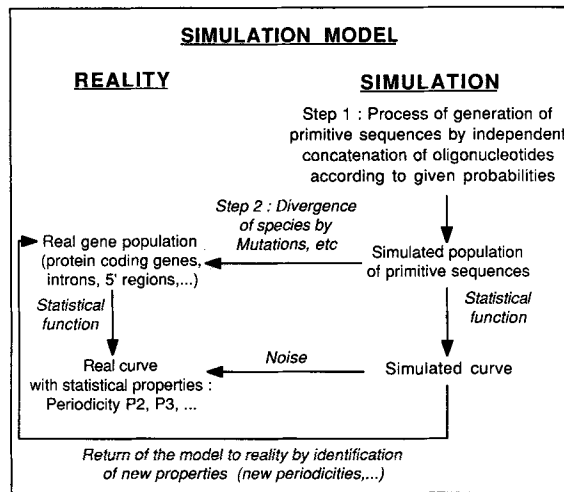 SIMULATION MODEL
REALITY
SIMULATION
Step 1 : Process of generation of
primitive sequences by independent
concatenation of oligonucleotides
according to given probabilities
Step 2 : Divergence
of species by
Mutations, etc
Real gene population
(protein coding genes,
introns, 5' regions,...)
Simulated population
of primitive sequences
Statistical
function)
Statistical
function)
Real curve
with statistical properties :
Periodicity P2, P3, ...
Noise
Simulated curve
Return of the model to reality by identification
of new properties (new periodicities,...)